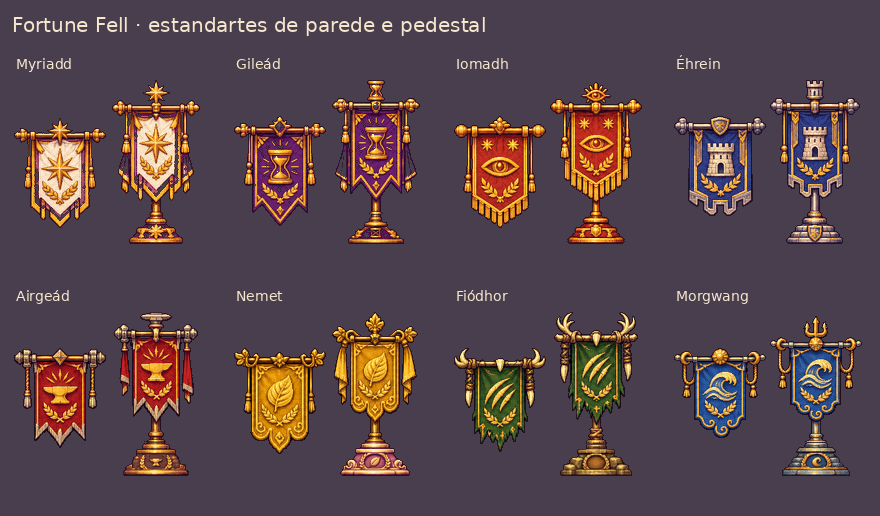 Fortune Fell · estandartes de parede e pedestal
Myriadd
Gileád
Iomadh
Éhrein
Airgeád
Nemet
Fiódhor
Morgwang